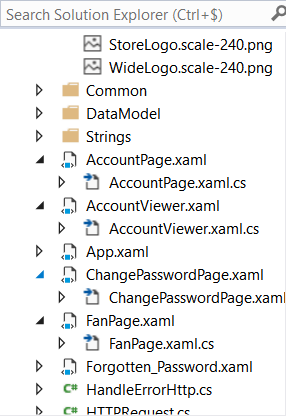 Search Solution Explorer (Ctrl+$)
StoreLogo.scale-240.png
WideLogo.scale-240.png
Common
DataModel
Strings
AccountPage.xaml
AccountPage.xaml.cs
AccountViewer.xaml
AccountViewer.xaml.cs
App.xaml
ChangePasswordPage.xaml
ChangePasswordPage.xaml
FanPage.xaml
FanPage.xaml.cs
Forgotten_Password.xaml
C# HandleErrorHttp.cs
C# HTTPRequest.cs